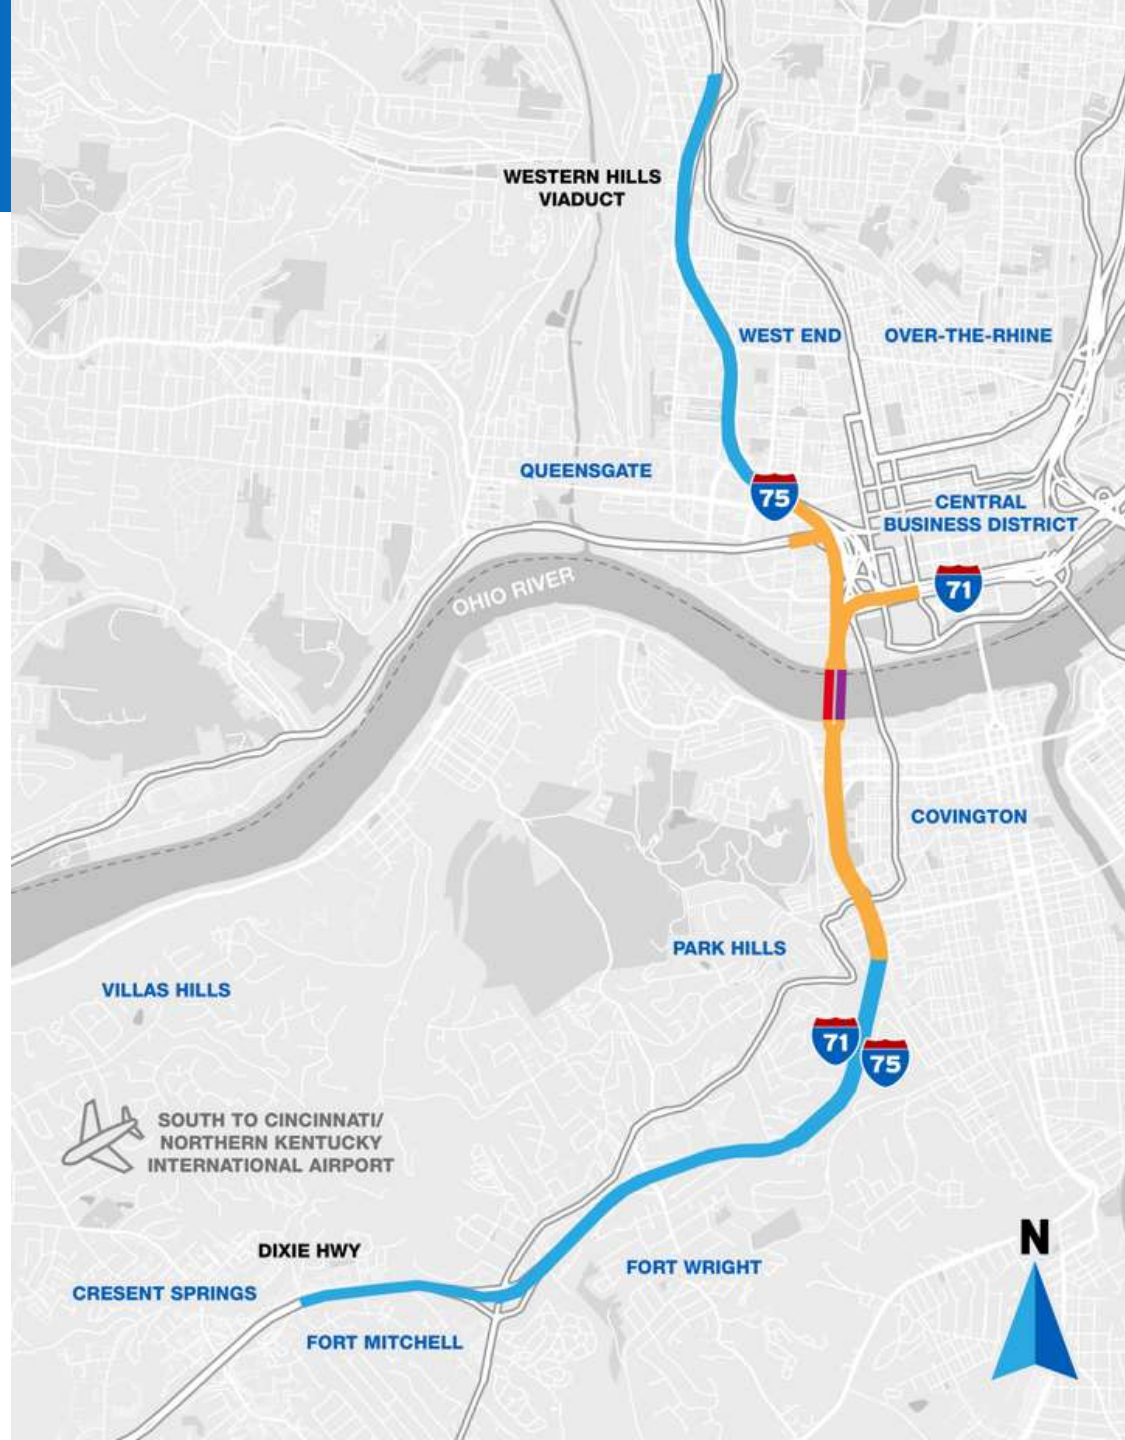 WESTERN HILLS
VIADUCT
WEST END
OVER-THE-RHINE
QUEENSGATE
75
CENTRAL
BUSINESS DISTRICT
71
OHIO RIVER
COVINGTON
PARK HILLS
VILLAS HILLS
71
75
SOUTH TO CINCINNATI/
NORTHERN KENTUCKY
INTERNATIONAL AIRPORT
N
DIXIE HWY
FORT WRIGHT
CRESENT SPRINGS
FORT MITCHELL